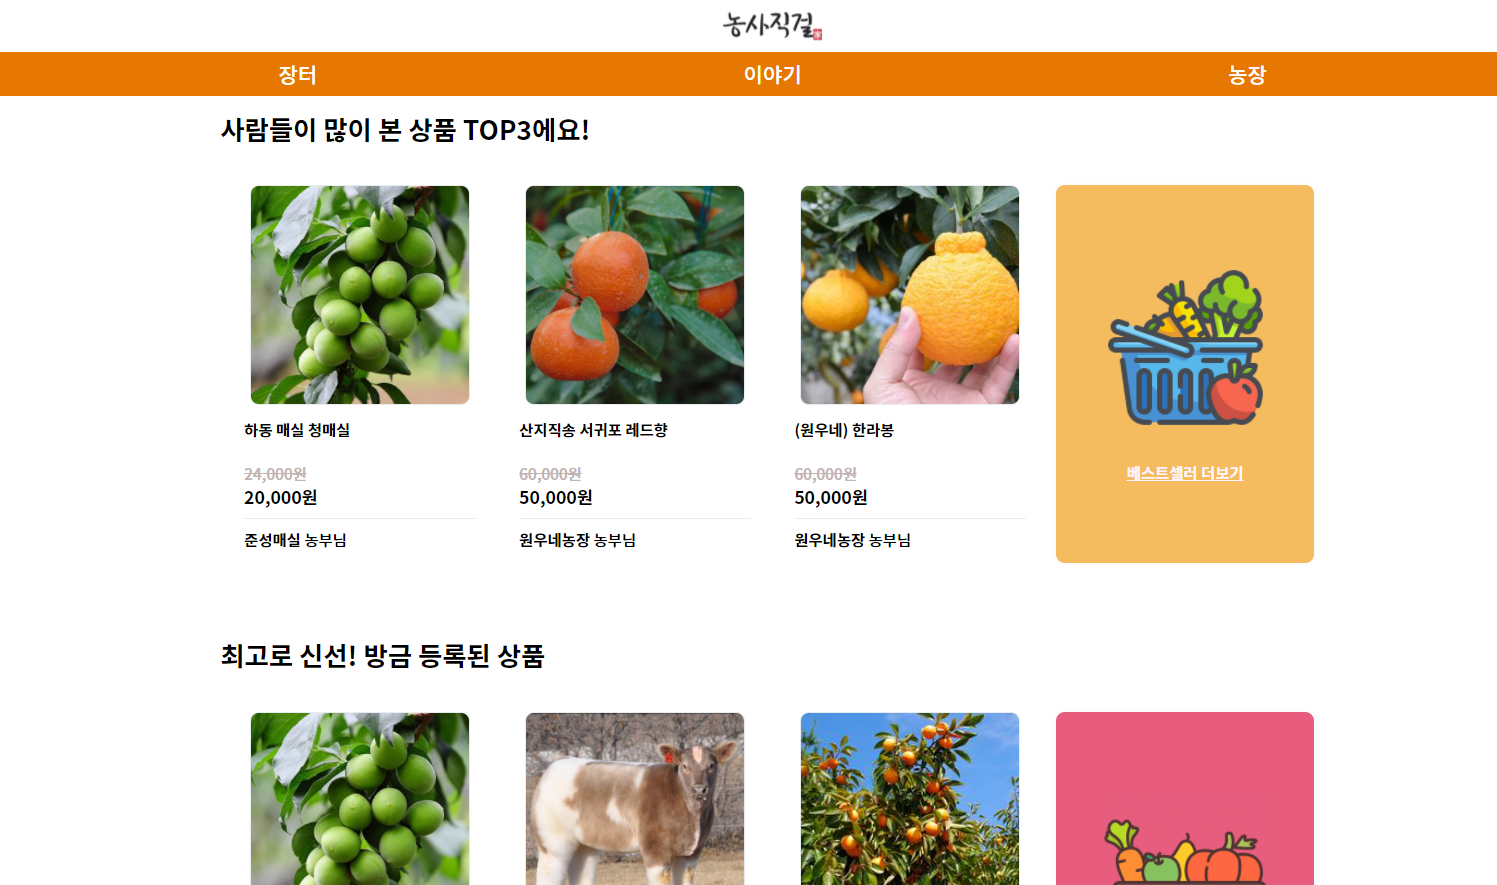 농사직걸
장터 이야기 농장
사람들이 많이 본 상품 TOP3에요!
하동 매실 청매실
24,000원
20,000원
준성매실 농부님
산지직송 서귀포 레드향
60,000원
50,000원
원우네농장 농부님
(원우네) 한라봉
60,000원
50,000원
원우네농장 농부님
베스트셀러 더보기
최고로 신선! 방금 등록된 상품